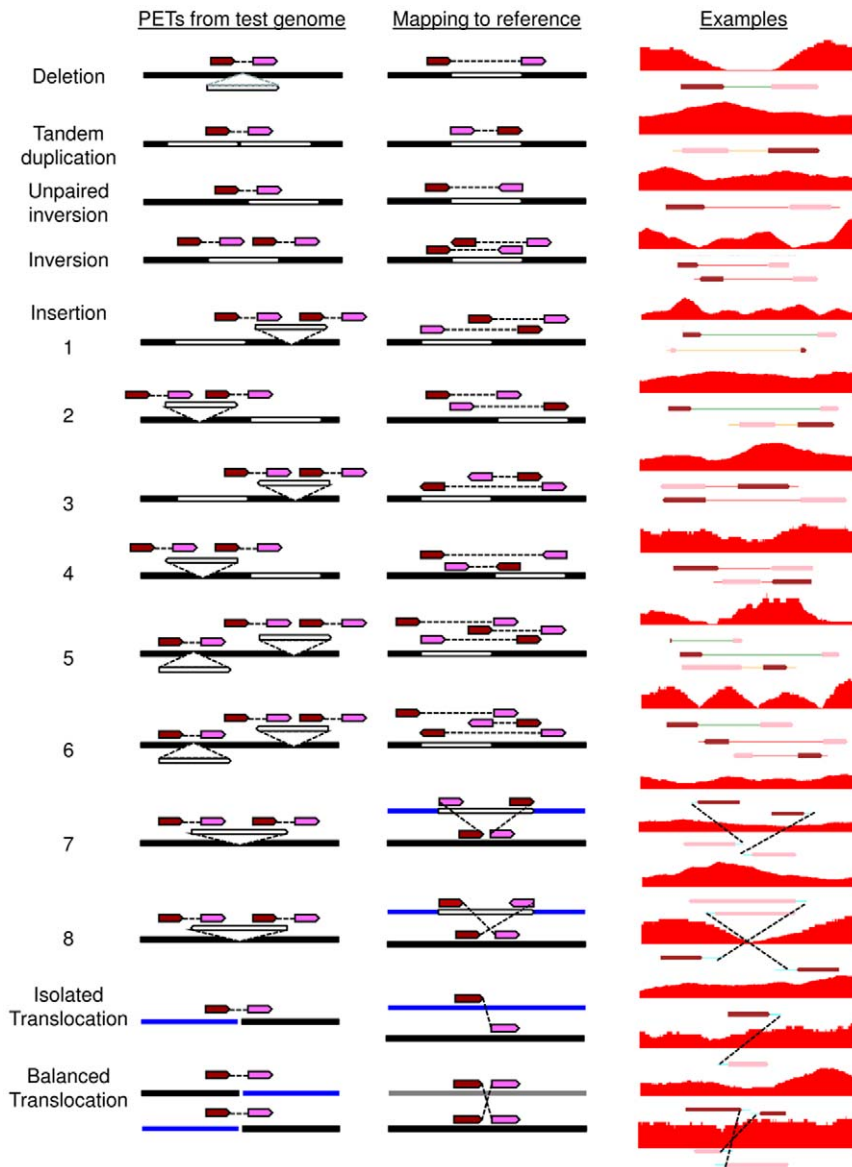 PETs from test genome Mapping to reference Examples
Deletion
Tandem
duplication
Unpaired
inversion
Inversion
Insertion
1
2
3
4
5
6
7
8
Isolated
Translocation
Balanced
Translocation